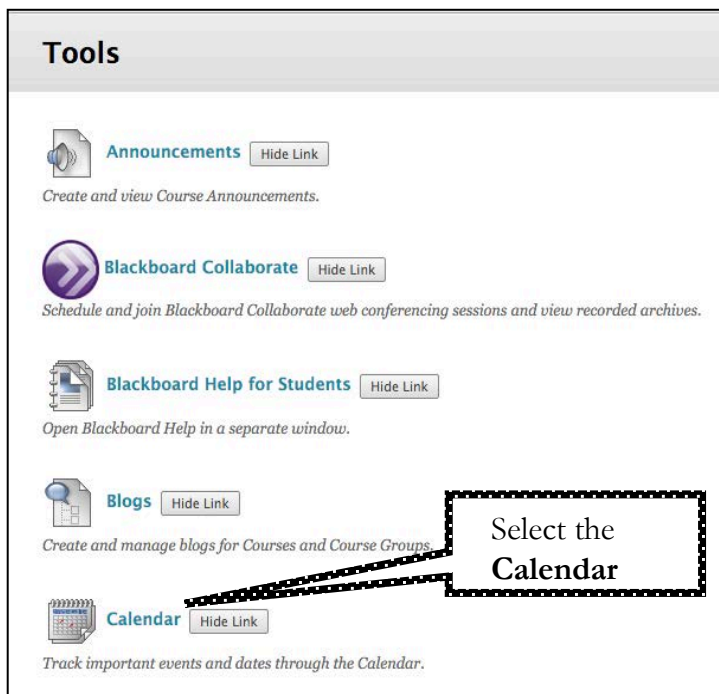 Tools
Announcements Hide Link
Create and view Course Announcements.
Blackboard Collaborate Hide Link
Schedule and join Blackboard Collaborate web conferencing sessions and view recorded archives.
Blackboard Help for Students Hide Link
Open Blackboard Help in a separate window.
Blogs Hide Link
Create and manage blogs for Courses and Course Groups.
Select the
Calendar
Calendar Hide Link
Track important events and dates through the Calendar.